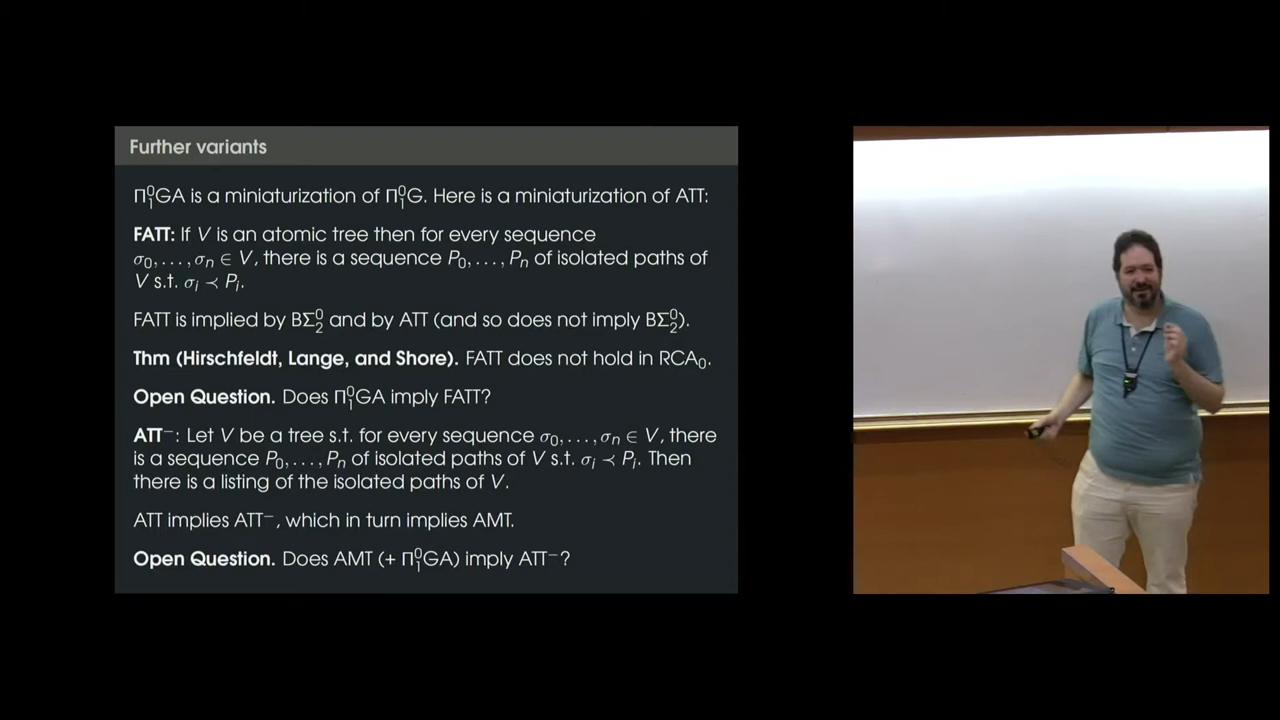 Further variants
Π⁰₁GA is a miniaturization of Π⁰₁G. Here is a miniaturization of ATT:
FATT: If V is an atomic tree then for every sequence
σ₀, . . . , σₙ ∈ V, there is a sequence P₀, . . . , Pₙ of isolated paths of
V s.t. σᵢ ≺ Pᵢ.
FATT is implied by BΣ⁰₂ and by ATT (and so does not imply BΣ⁰₂).
Thm (Hirschfeldt, Lange, and Shore). FATT does not hold in RCA₀.
Open Question. Does Π⁰₁GA imply FATT?
ATT⁻: Let V be a tree s.t. for every sequence σ₀, . . . , σₙ ∈ V, there
is a sequence P₀, . . . , Pₙ of isolated paths of V s.t. σᵢ ≺ Pᵢ. Then
there is a listing of the isolated paths of V.
ATT implies ATT⁻, which in turn implies AMT.
Open Question. Does AMT (+ Π⁰₁GA) imply ATT⁻?